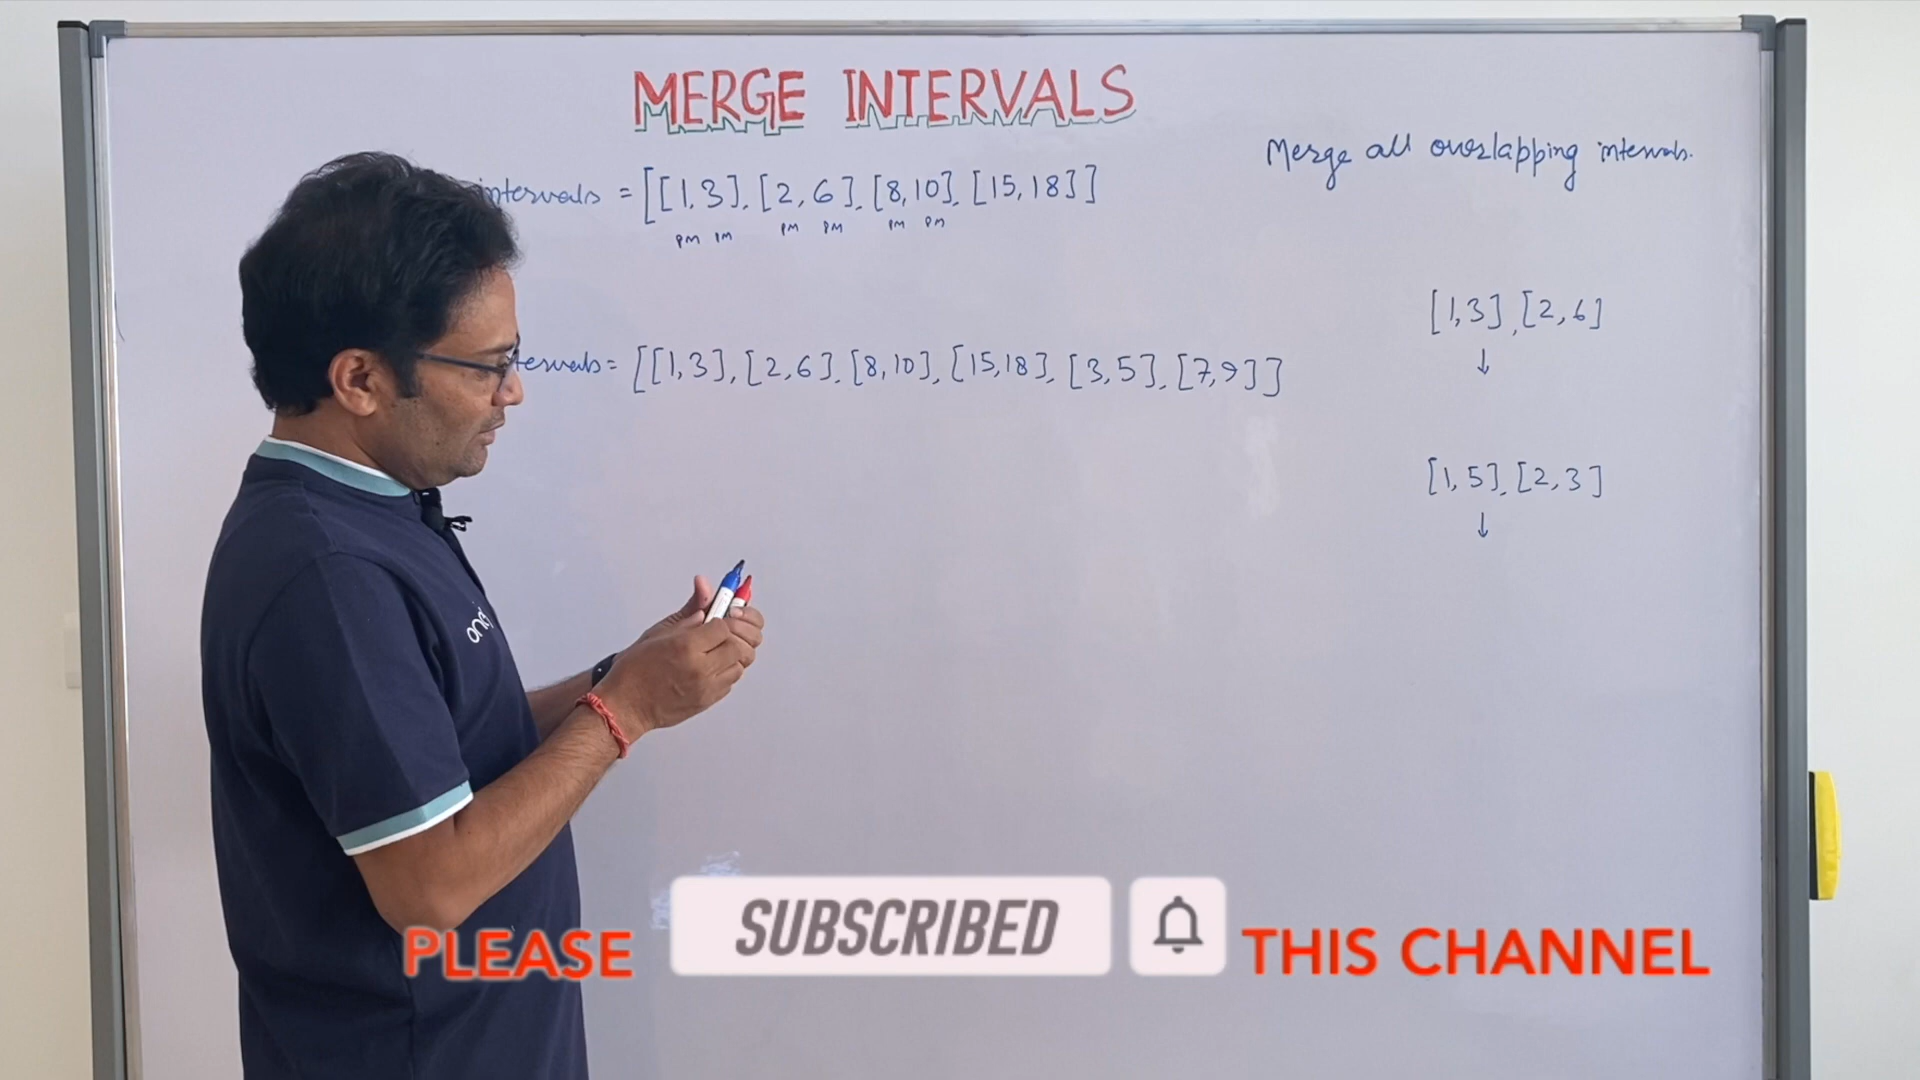 MERGE INTERVALS
Merge all overlapping intervals.
intervals = [[1,3], [2,6], [8,10], [15,18]]
PM PM PM PM PM PM
[1,3], [2,6]
↓
= [[1,3], [2,6], [8,10], [15,18], [3,5], [7,9]]
[1,5], [2,3]
↓
PLEASE SUBSCRIBED THIS CHANNEL